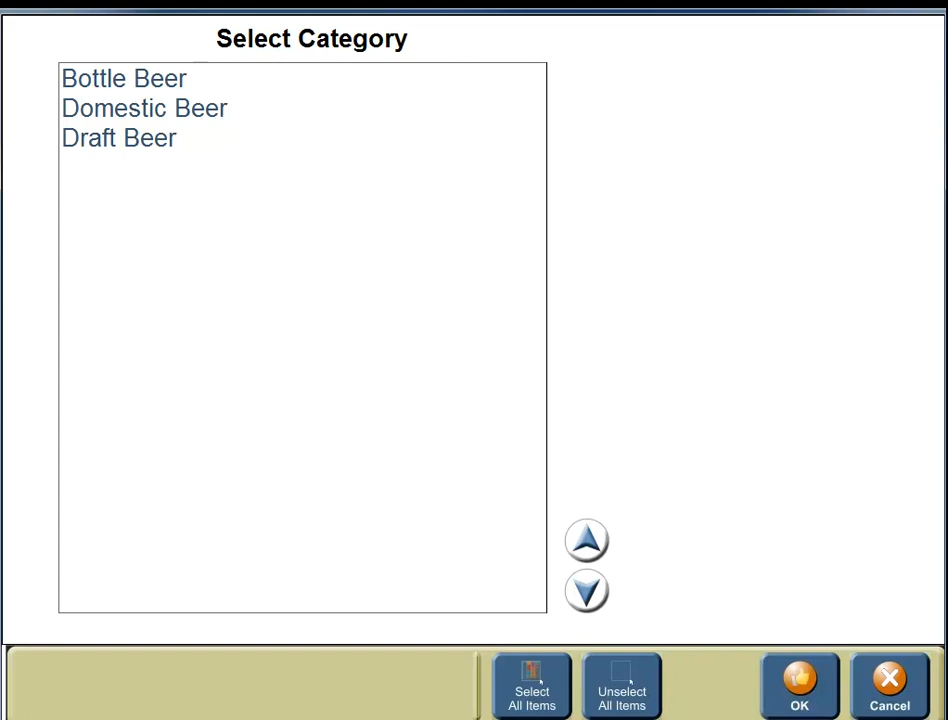 Select Category
Bottle Beer
Domestic Beer
Draft Beer
Select
All Items
Unselect
All Items
OK
Cancel